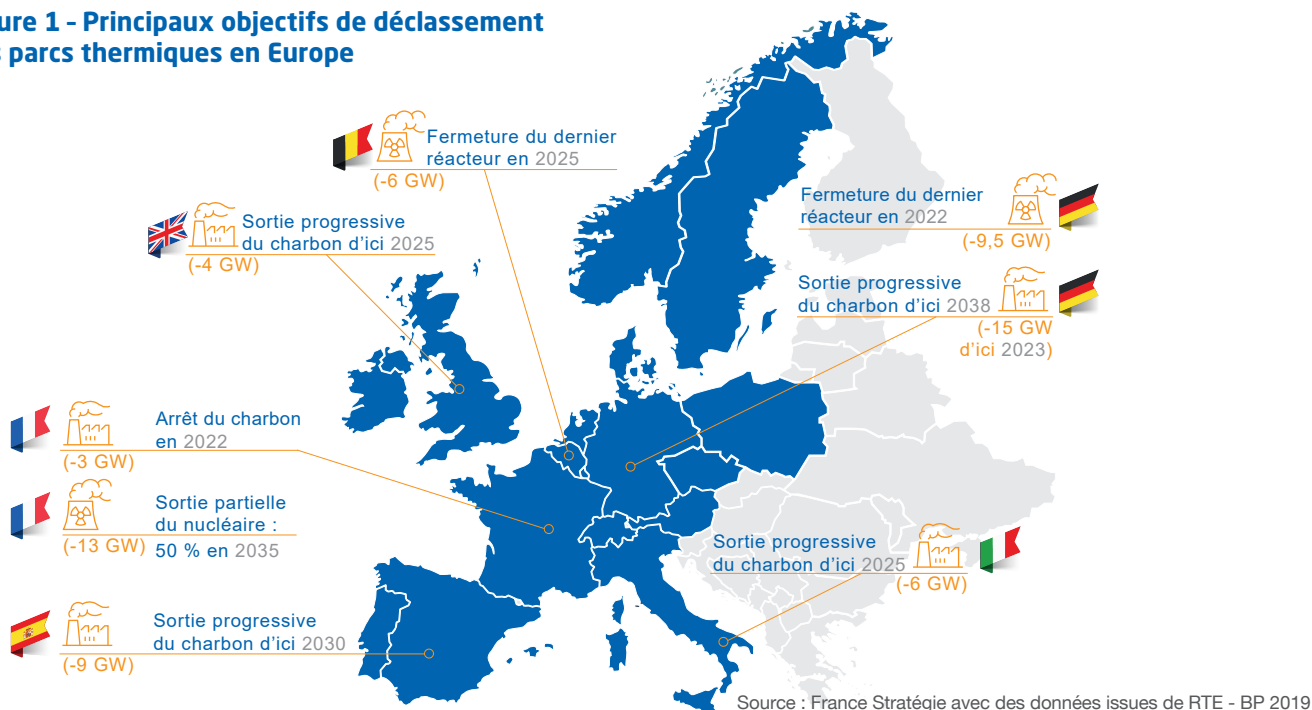 ure 1 - Principaux objectifs de déclassement
s parcs thermiques en Europe
Fermeture du dernier
réacteur en 2025
(-6 GW)
Sortie progressive
du charbon d'ici 2025
(-4 GW)
Fermeture du dernier
réacteur en 2022
(-9,5 GW)
Sortie progressive
du charbon d'ici 2038
(-15 GW
d'ici 2023)
Arrêt du charbon
en 2022
(-3 GW)
Sortie partielle
du nucléaire :
50 % en 2035
(-13 GW)
Sortie progressive
du charbon d'ici 2025
(-6 GW)
Sortie progressive
du charbon d'ici 2030
(-9 GW)
Source : France Stratégie avec des données issues de RTE - BP 2019